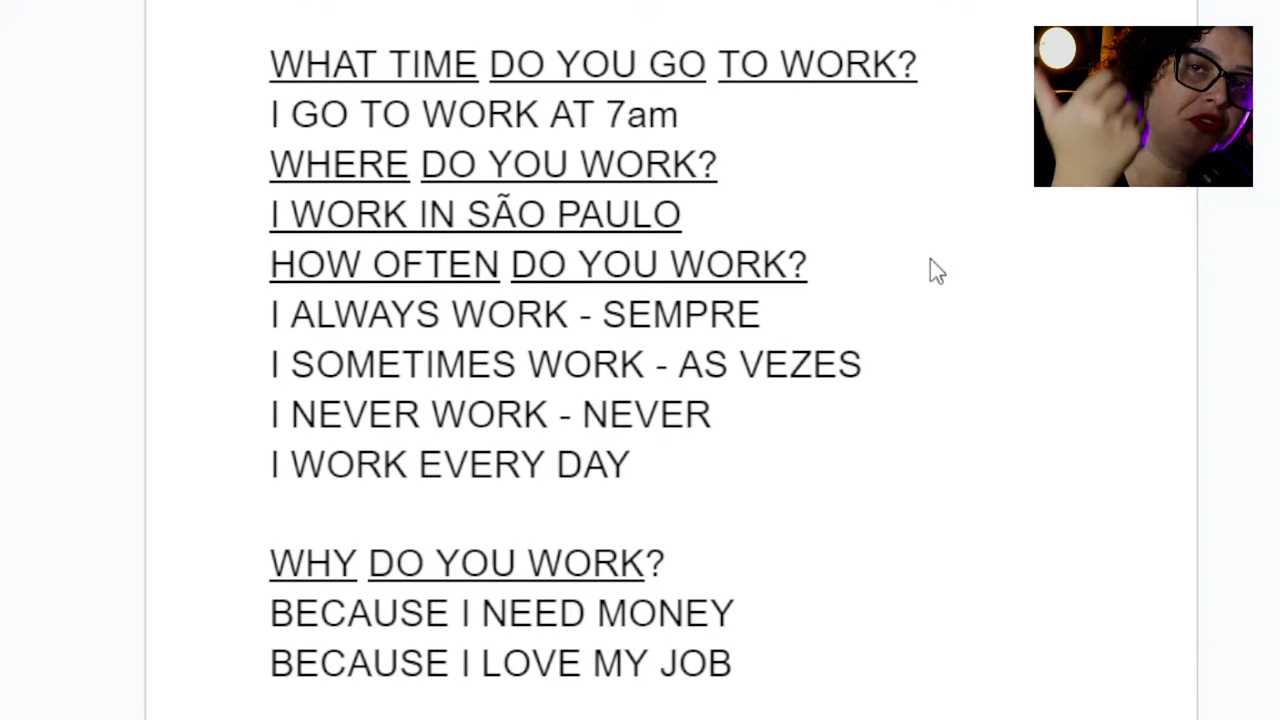 WHAT TIME DO YOU GO TO WORK?
I GO TO WORK AT 7am
WHERE DO YOU WORK?
I WORK IN SÃO PAULO
HOW OFTEN DO YOU WORK?
I ALWAYS WORK - SEMPRE
I SOMETIMES WORK - AS VEZES
I NEVER WORK - NEVER
I WORK EVERY DAY
WHY DO YOU WORK?
BECAUSE I NEED MONEY
BECAUSE I LOVE MY JOB